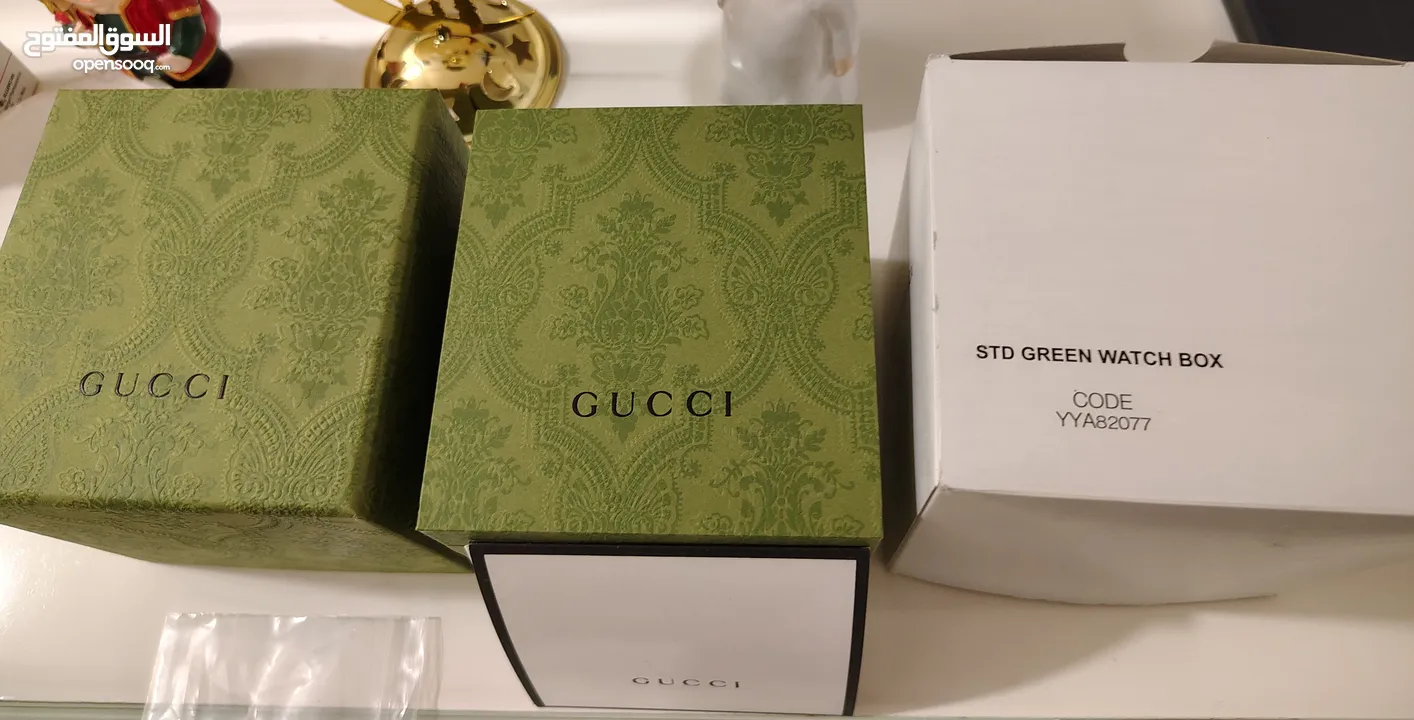 السوق المفتوح
opensooq.com
GUCCI
GUCCI
GUCCI
STD GREEN WATCH BOX
CODE
YYA82077